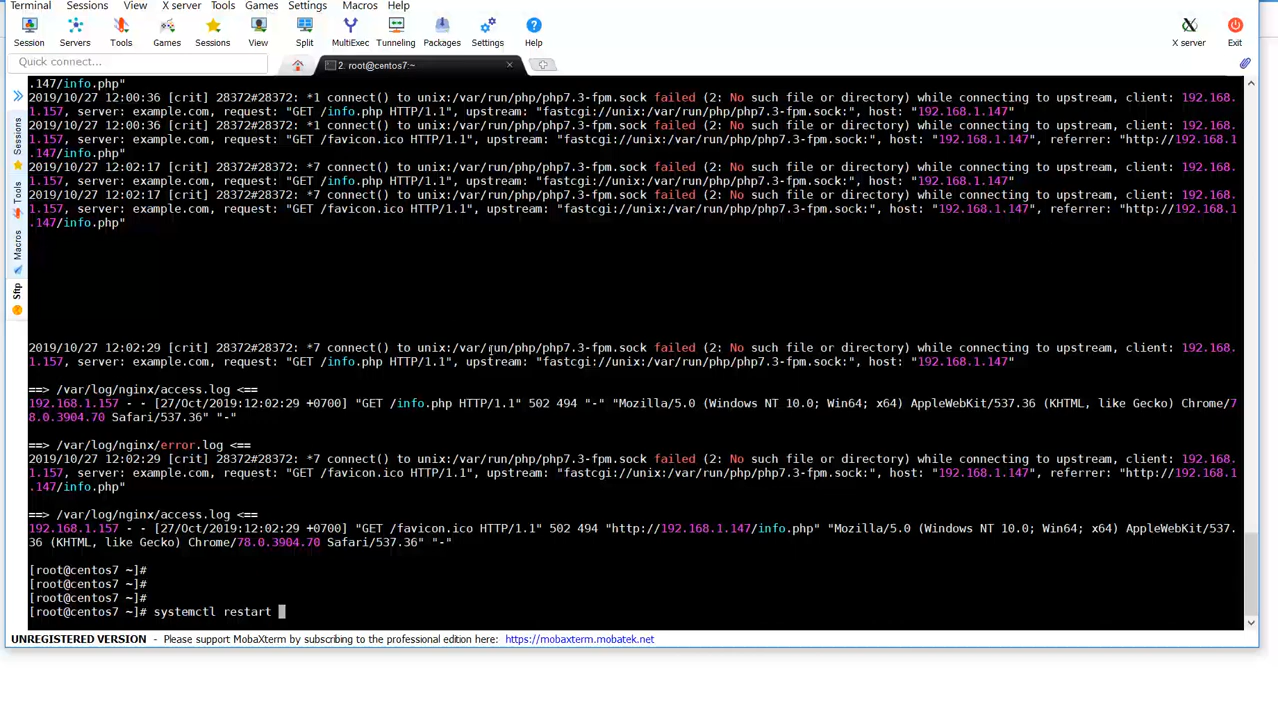 Terminal Sessions View X server Tools Games Settings Macros Help
Session Servers Tools Games Sessions View Split MultiExec Tunneling Packages Settings Help X server Exit
Quick connect...
2. root@centos7:~
Sessions
Tools
Macros
Sftp
.147/info.php"
2019/10/27 12:00:36 [crit] 28372#28372: *1 connect() to unix:/var/run/php/php7.3-fpm.sock failed (2: No such file or directory) while connecting to upstream, client: 192.168.
1.157, server: example.com, request: "GET /info.php HTTP/1.1", upstream: "fastcgi://unix:/var/run/php/php7.3-fpm.sock:", host: "192.168.1.147"
2019/10/27 12:00:36 [crit] 28372#28372: *1 connect() to unix:/var/run/php/php7.3-fpm.sock failed (2: No such file or directory) while connecting to upstream, client: 192.168.
1.157, server: example.com, request: "GET /favicon.ico HTTP/1.1", upstream: "fastcgi://unix:/var/run/php/php7.3-fpm.sock:", host: "192.168.1.147", referrer: "http://192.168.1
.147/info.php"
2019/10/27 12:02:17 [crit] 28372#28372: *7 connect() to unix:/var/run/php/php7.3-fpm.sock failed (2: No such file or directory) while connecting to upstream, client: 192.168.
1.157, server: example.com, request: "GET /info.php HTTP/1.1", upstream: "fastcgi://unix:/var/run/php/php7.3-fpm.sock:", host: "192.168.1.147"
2019/10/27 12:02:17 [crit] 28372#28372: *7 connect() to unix:/var/run/php/php7.3-fpm.sock failed (2: No such file or directory) while connecting to upstream, client: 192.168.
1.157, server: example.com, request: "GET /favicon.ico HTTP/1.1", upstream: "fastcgi://unix:/var/run/php/php7.3-fpm.sock:", host: "192.168.1.147", referrer: "http://192.168.1
.147/info.php"
2019/10/27 12:02:29 [crit] 28372#28372: *7 connect() to unix:/var/run/php/php7.3-fpm.sock failed (2: No such file or directory) while connecting to upstream, client: 192.168.
1.157, server: example.com, request: "GET /info.php HTTP/1.1", upstream: "fastcgi://unix:/var/run/php/php7.3-fpm.sock:", host: "192.168.1.147"
==> /var/log/nginx/access.log <==
192.168.1.157 - - [27/Oct/2019:12:02:29 +0700] "GET /info.php HTTP/1.1" 502 494 "-" "Mozilla/5.0 (Windows NT 10.0; Win64; x64) AppleWebKit/537.36 (KHTML, like Gecko) Chrome/7
8.0.3904.70 Safari/537.36" "-"
==> /var/log/nginx/error.log <==
2019/10/27 12:02:29 [crit] 28372#28372: *7 connect() to unix:/var/run/php/php7.3-fpm.sock failed (2: No such file or directory) while connecting to upstream, client: 192.168.
1.157, server: example.com, request: "GET /favicon.ico HTTP/1.1", upstream: "fastcgi://unix:/var/run/php/php7.3-fpm.sock:", host: "192.168.1.147", referrer: "http://192.168.1
.147/info.php"
==> /var/log/nginx/access.log <==
192.168.1.157 - - [27/Oct/2019:12:02:29 +0700] "GET /favicon.ico HTTP/1.1" 502 494 "http://192.168.1.147/info.php" "Mozilla/5.0 (Windows NT 10.0; Win64; x64) AppleWebKit/537.
36 (KHTML, like Gecko) Chrome/78.0.3904.70 Safari/537.36" "-"
[root@centos7 ~]#
[root@centos7 ~]#
[root@centos7 ~]#
[root@centos7 ~]# systemctl restart
UNREGISTERED VERSION - Please support MobaXterm by subscribing to the professional edition here: https://mobaxterm.mobatek.net